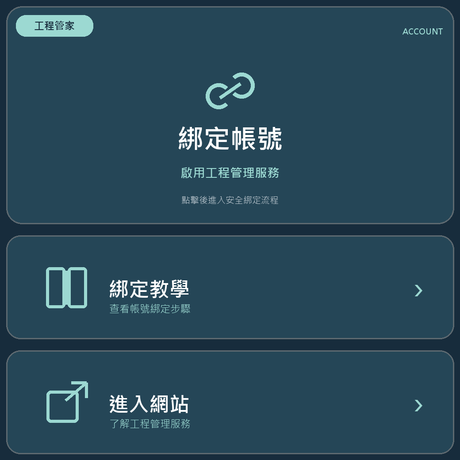 工程管家
ACCOUNT
綁定帳號
啟用工程管理服務
點擊後進入安全綁定流程
綁定教學
查看帳號綁定步驟
進入網站
了解工程管理服務